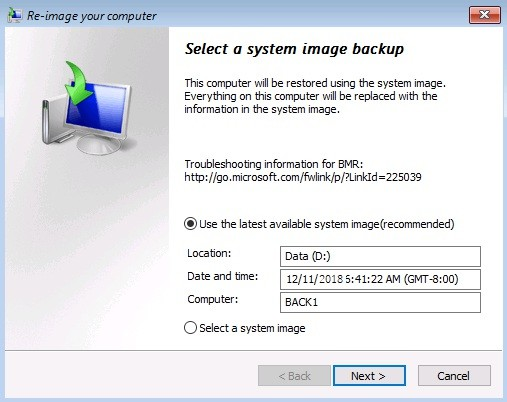 Re-image your computer
Select a system image backup
This computer will be restored using the system image.
Everything on this computer will be replaced with the
information in the system image.
Troubleshooting information for BMR:
http://go.microsoft.com/fwlink/p/?LinkId=225039
Use the latest available system image(recommended)
Location: Data (D:)
Date and time: 12/11/2018 5:41:22 AM (GMT-8:00)
Computer: BACK1
Select a system image
< Back Next > Cancel